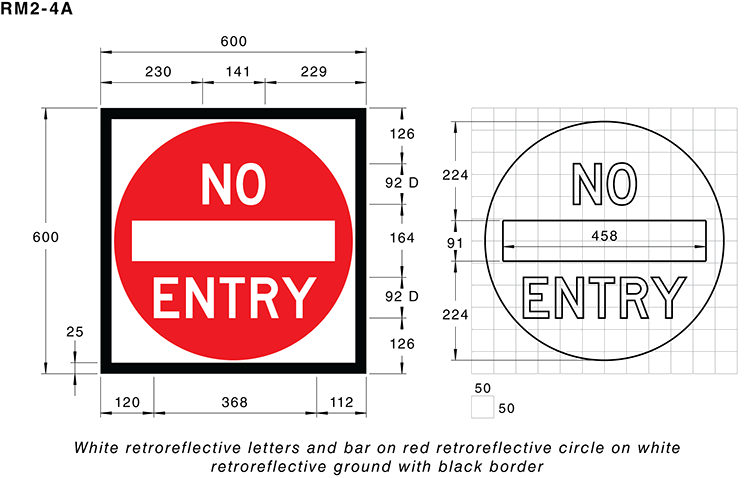 RM2-4A
600
230 141 229
126
92 D
164
92 D
126
600
25
120 368 112
NO
ENTRY
224
91
224
NO
458
ENTRY
50
50
White retroreflective letters and bar on red retroreflective circle on white
retroreflective ground with black border